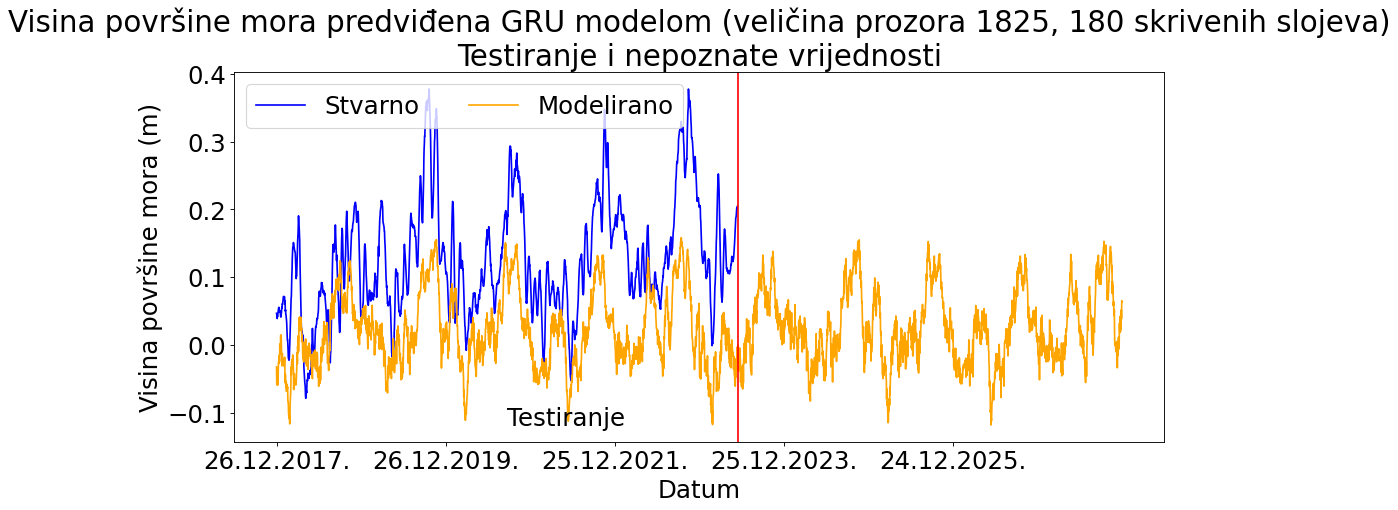 Visina površine mora predviđena GRU modelom (veličina prozora 1825, 180 skrivenih slojeva)
Testiranje i nepoznate vrijednosti
Stvarno Modelirano
Visina površine mora (m)
0.4
0.3
0.2
0.1
0.0
−0.1
Testiranje
26.12.2017. 26.12.2019. 25.12.2021. 25.12.2023. 24.12.2025.
Datum